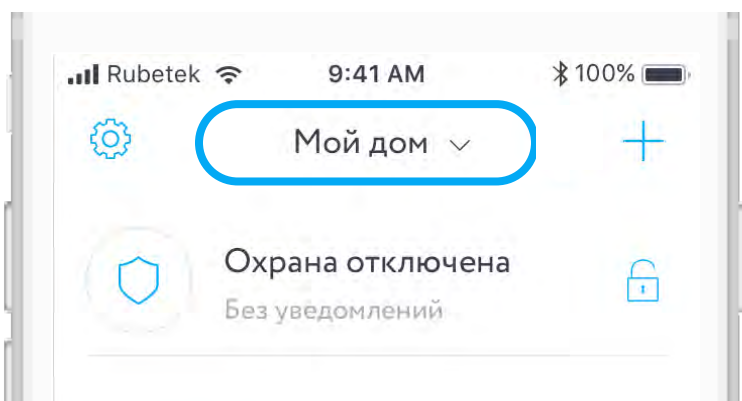 Rubetek 9:41 AM 100%
Мой дом
Охрана отключена
Без уведомлений